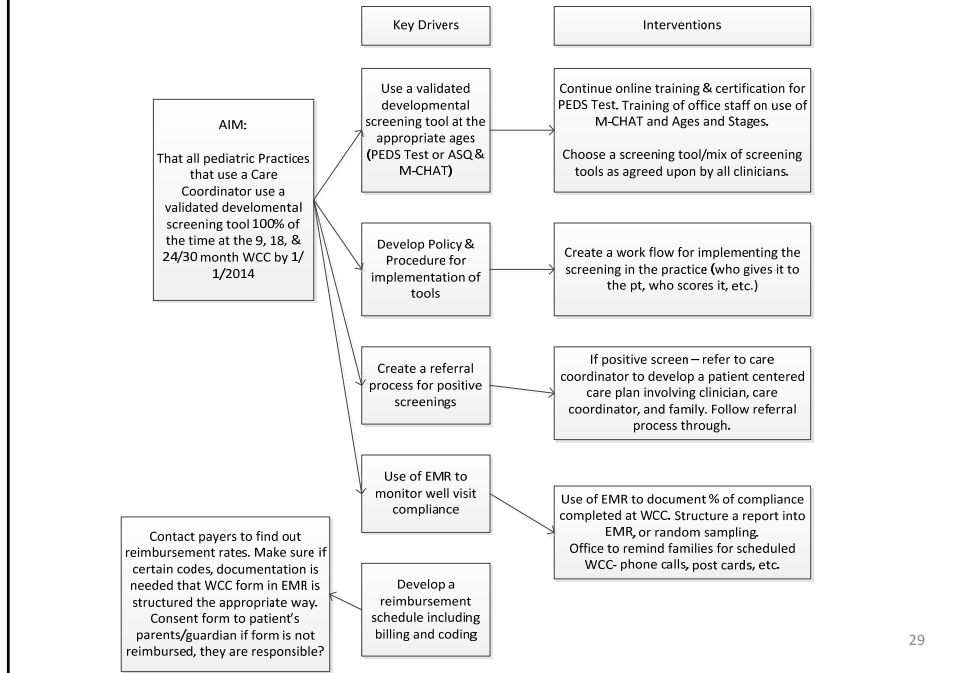 Key Drivers
Interventions
AIM:
That all pediatric Practices
that use a Care
Coordinator use a
validated develomental
screening tool 100% of
the time at the 9, 18, &
24/30 month WCC by 1/
1/2014
Use a validated
developmental
screening tool at the
appropriate ages
(PEDS Test or ASQ &
M-CHAT)
Continue online training & certification for
PEDS Test. Training of office staff on use of
M-CHAT and Ages and Stages.
Choose a screening tool/mix of screening
tools as agreed upon by all clinicians.
Develop Policy &
Procedure for
implementation of
tools
Create a work flow for implementing the
screening in the practice (who gives it to
the pt, who scores it, etc.)
Create a referral
process for positive
screenings
If positive screen – refer to care
coordinator to develop a patient centered
care plan involving clinician, care
coordinator, and family. Follow referral
process through.
Use of EMR to
monitor well visit
compliance
Use of EMR to document % of compliance
completed at WCC. Structure a report into
EMR, or random sampling.
Office to remind families for scheduled
WCC- phone calls, post cards, etc.
Develop a
reimbursement
schedule including
billing and coding
Contact payers to find out
reimbursement rates. Make sure if
certain codes, documentation is
needed that WCC form in EMR is
structured the appropriate way.
Consent form to patient's
parents/guardian if form is not
reimbursed, they are responsible?
29